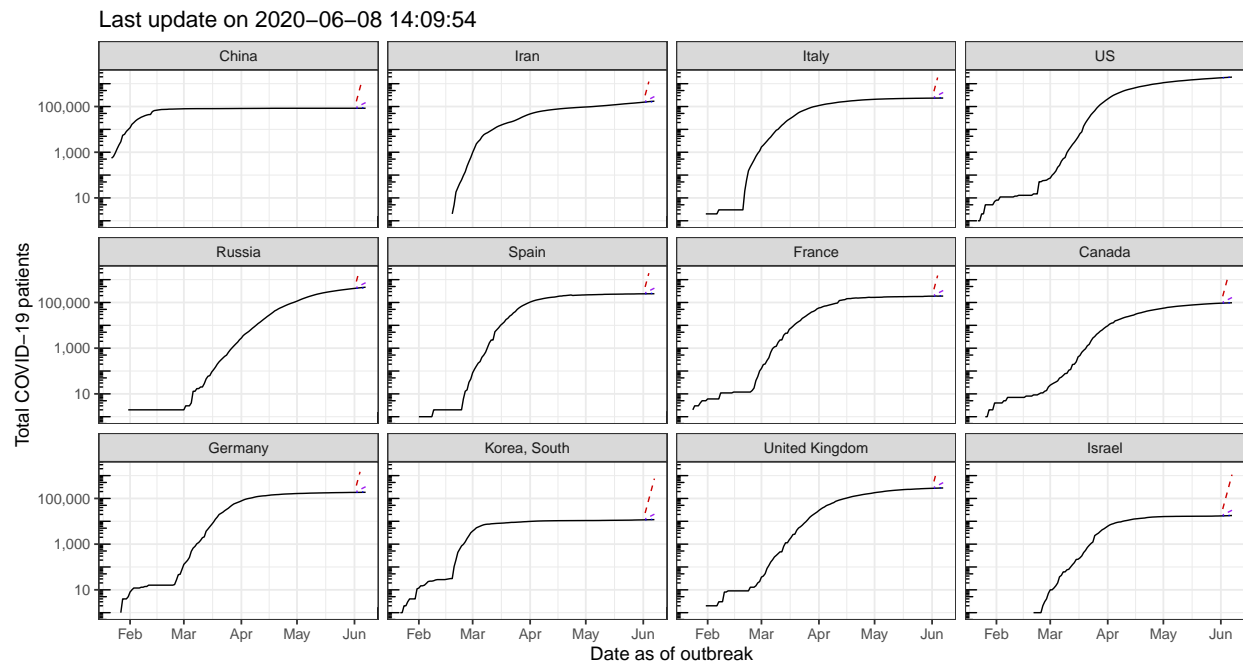 Last update on 2020−06−08 14:09:54
China Iran Italy US
100,000
1,000
10
Russia Spain France Canada
100,000
1,000
10
Germany Korea, South United Kingdom Israel
100,000
1,000
10
Feb Mar Apr May Jun Feb Mar Apr May Jun Feb Mar Apr May Jun Feb Mar Apr May Jun
Date as of outbreak
Total COVID−19 patients